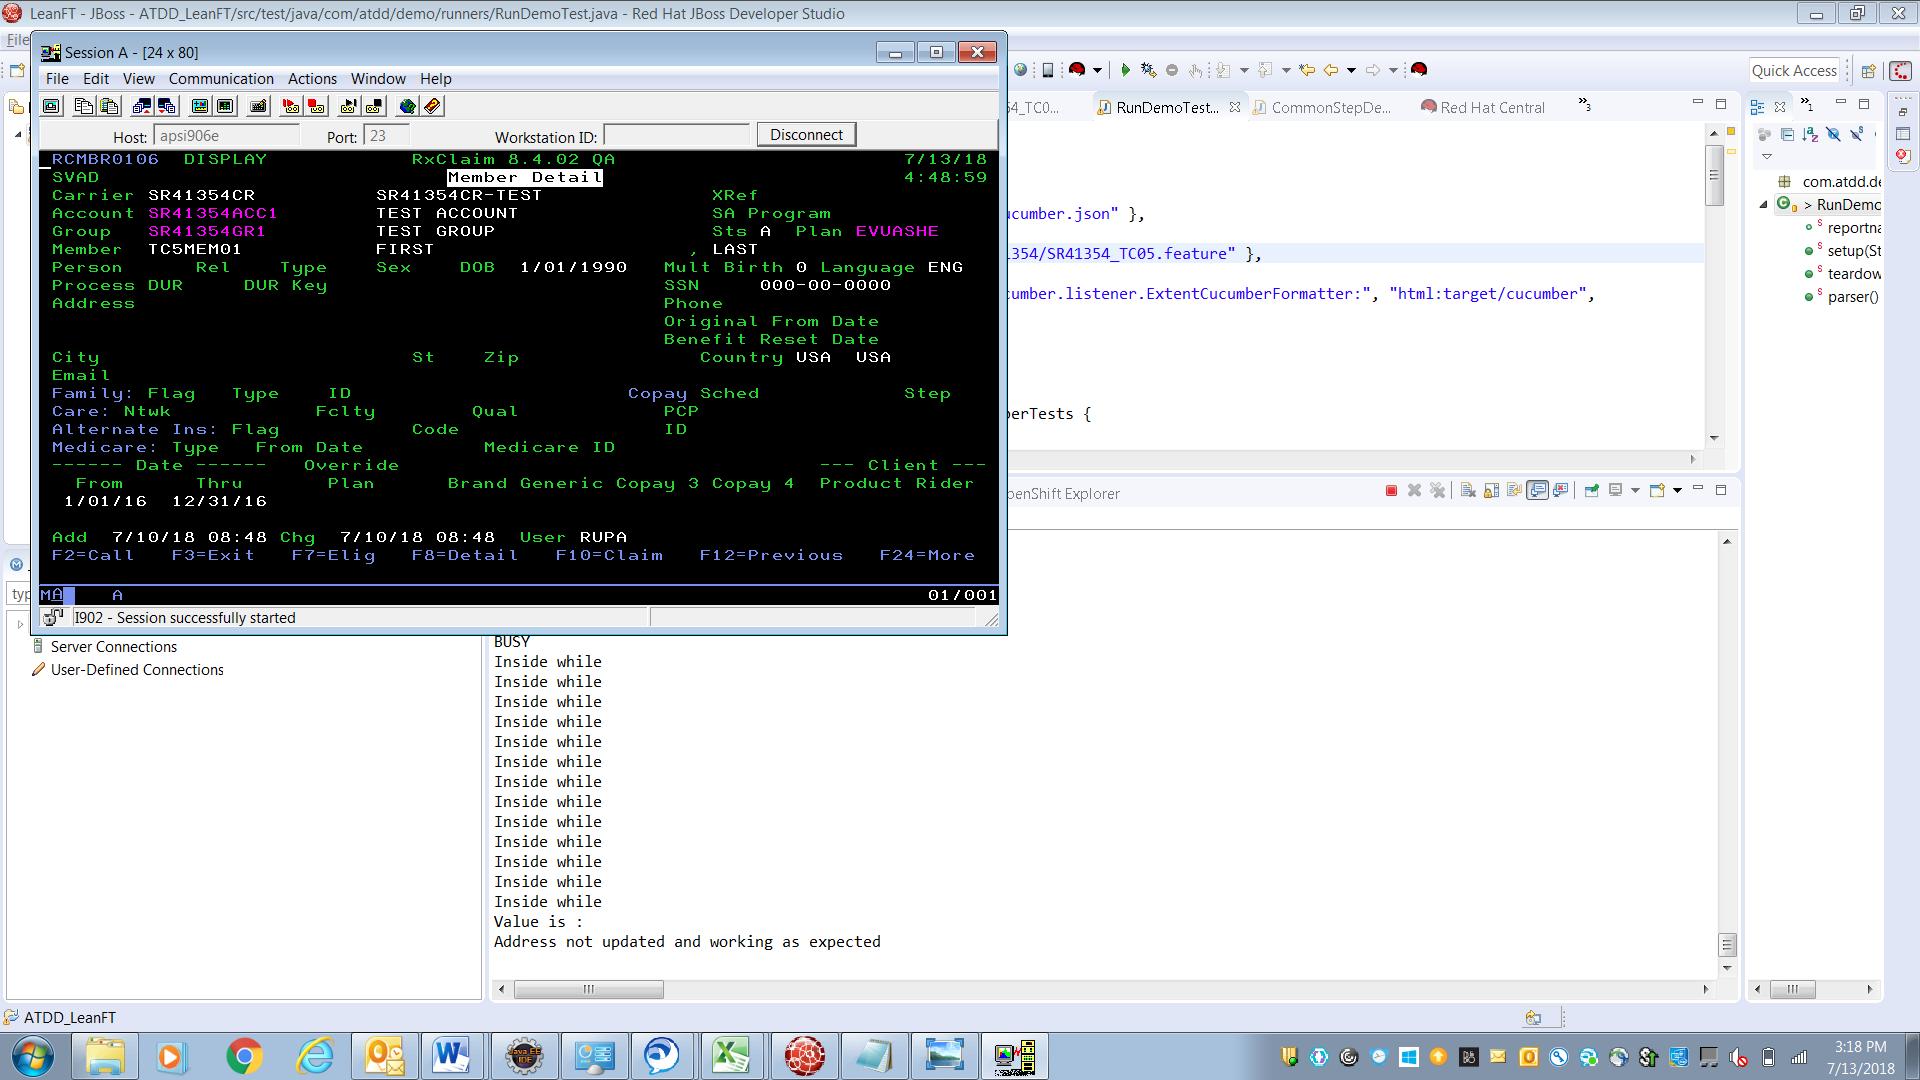 LeanFT - JBoss - ATDD_LeanFT/src/test/java/com/atdd/demo/runners/RunDemoTest.java - Red Hat JBoss Developer Studio
File
Session A - [24 x 80]
File Edit View Communication Actions Window Help
Quick Access
54_TC0... RunDemoTest... CommonStepDe... Red Hat Central »3 »1
Host: apsi906e Port: 23 Workstation ID: Disconnect
RCMBR0106 DISPLAY RxClaim 8.4.02 QA 7/13/18
SVAD Member Detail 4:48:59
Carrier SR41354CR SR41354CR-TEST XRef
Account SR41354ACC1 TEST ACCOUNT SA Program
Group SR41354GR1 TEST GROUP Sts A Plan EVUASHE
Member TC5MEM01 FIRST , LAST
Person Rel Type Sex DOB 1/01/1990 Mult Birth 0 Language ENG
Process DUR DUR Key SSN 000-00-0000
Address Phone
Original From Date
Benefit Reset Date
City St Zip Country USA USA
Email
Family: Flag Type ID Copay Sched Step
Care: Ntwk Fclty Qual PCP
Alternate Ins: Flag Code ID
Medicare: Type From Date Medicare ID
------ Date ------ Override --- Client ---
From Thru Plan Brand Generic Copay 3 Copay 4 Product Rider
1/01/16 12/31/16
Add 7/10/18 08:48 Chg 7/10/18 08:48 User RUPA
F2=Call F3=Exit F7=Elig F8=Detail F10=Claim F12=Previous F24=More
MA A 01/001
I902 - Session successfully started
ucumber.json" },
1354/SR41354_TC05.feature" },
cumber.listener.ExtentCucumberFormatter:", "html:target/cucumber",
berTests {
com.atdd.de
> RunDemo
reportna
setup(St
teardow
parser()
penShift Explorer
typ
Server Connections
User-Defined Connections
BUSY
Inside while
Inside while
Inside while
Inside while
Inside while
Inside while
Inside while
Inside while
Inside while
Inside while
Inside while
Inside while
Inside while
Value is :
Address not updated and working as expected
ATDD_LeanFT
3:18 PM
7/13/2018